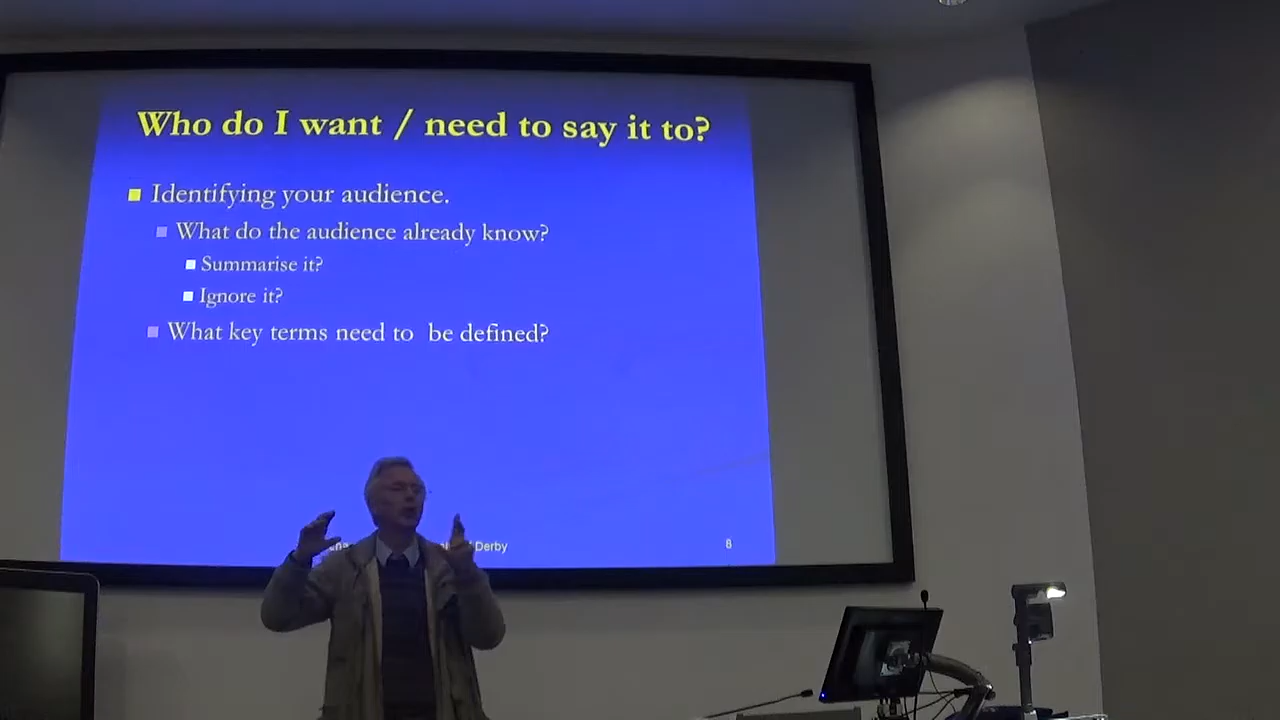 Who do I want / need to say it to?
Identifying your audience.
What do the audience already know?
Summarise it?
Ignore it?
What key terms need to be defined?
Derby
8